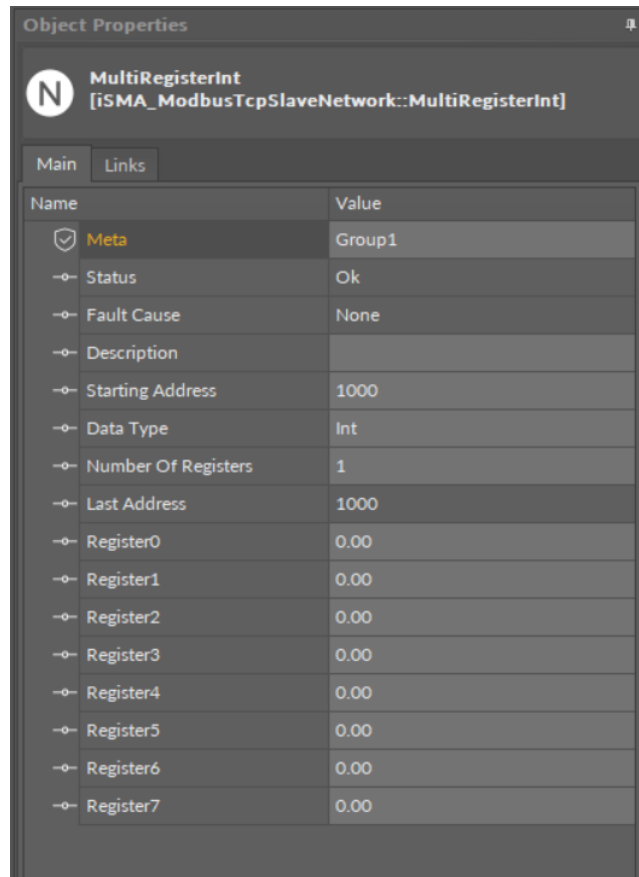 Object Properties
N
MultiRegisterInt
[iSMA_ModbusTcpSlaveNetwork::MultiRegisterInt]
Main Links
Name Value
Meta Group1
Status Ok
Fault Cause None
Description
Starting Address 1000
Data Type Int
Number Of Registers 1
Last Address 1000
Register0 0.00
Register1 0.00
Register2 0.00
Register3 0.00
Register4 0.00
Register5 0.00
Register6 0.00
Register7 0.00